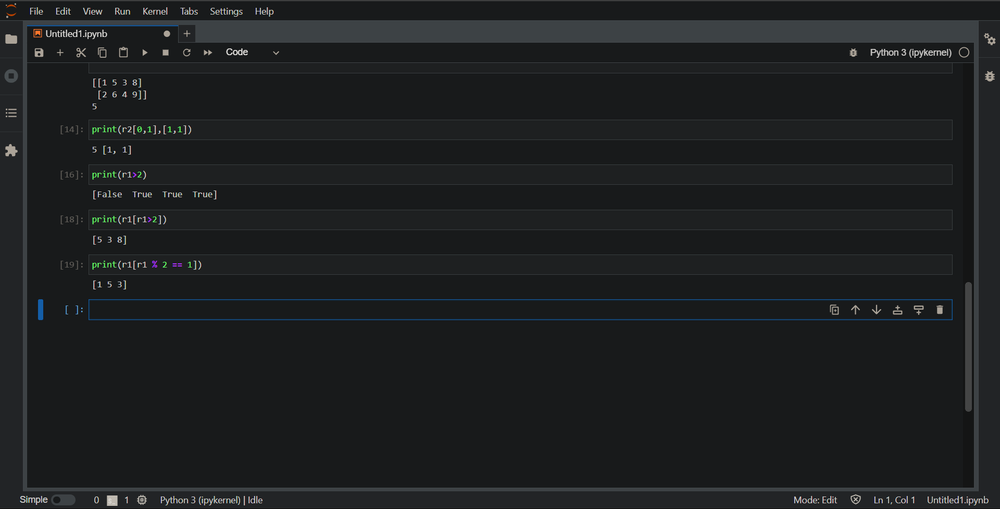 File Edit View Run Kernel Tabs Settings Help
Untitled1.ipynb
Code
Python 3 (ipykernel)
[[1 5 3 8]
 [2 6 4 9]]
5
[14]: print(r2[0,1],[1,1])
5 [1, 1]
[16]: print(r1>2)
[False  True  True  True]
[18]: print(r1[r1>2])
[5 3 8]
[19]: print(r1[r1 % 2 == 1])
[1 5 3]
[ ]:
Simple 0 s_ 1 Python 3 (ipykernel) | Idle Mode: Edit Ln 1, Col 1 Untitled1.ipynb